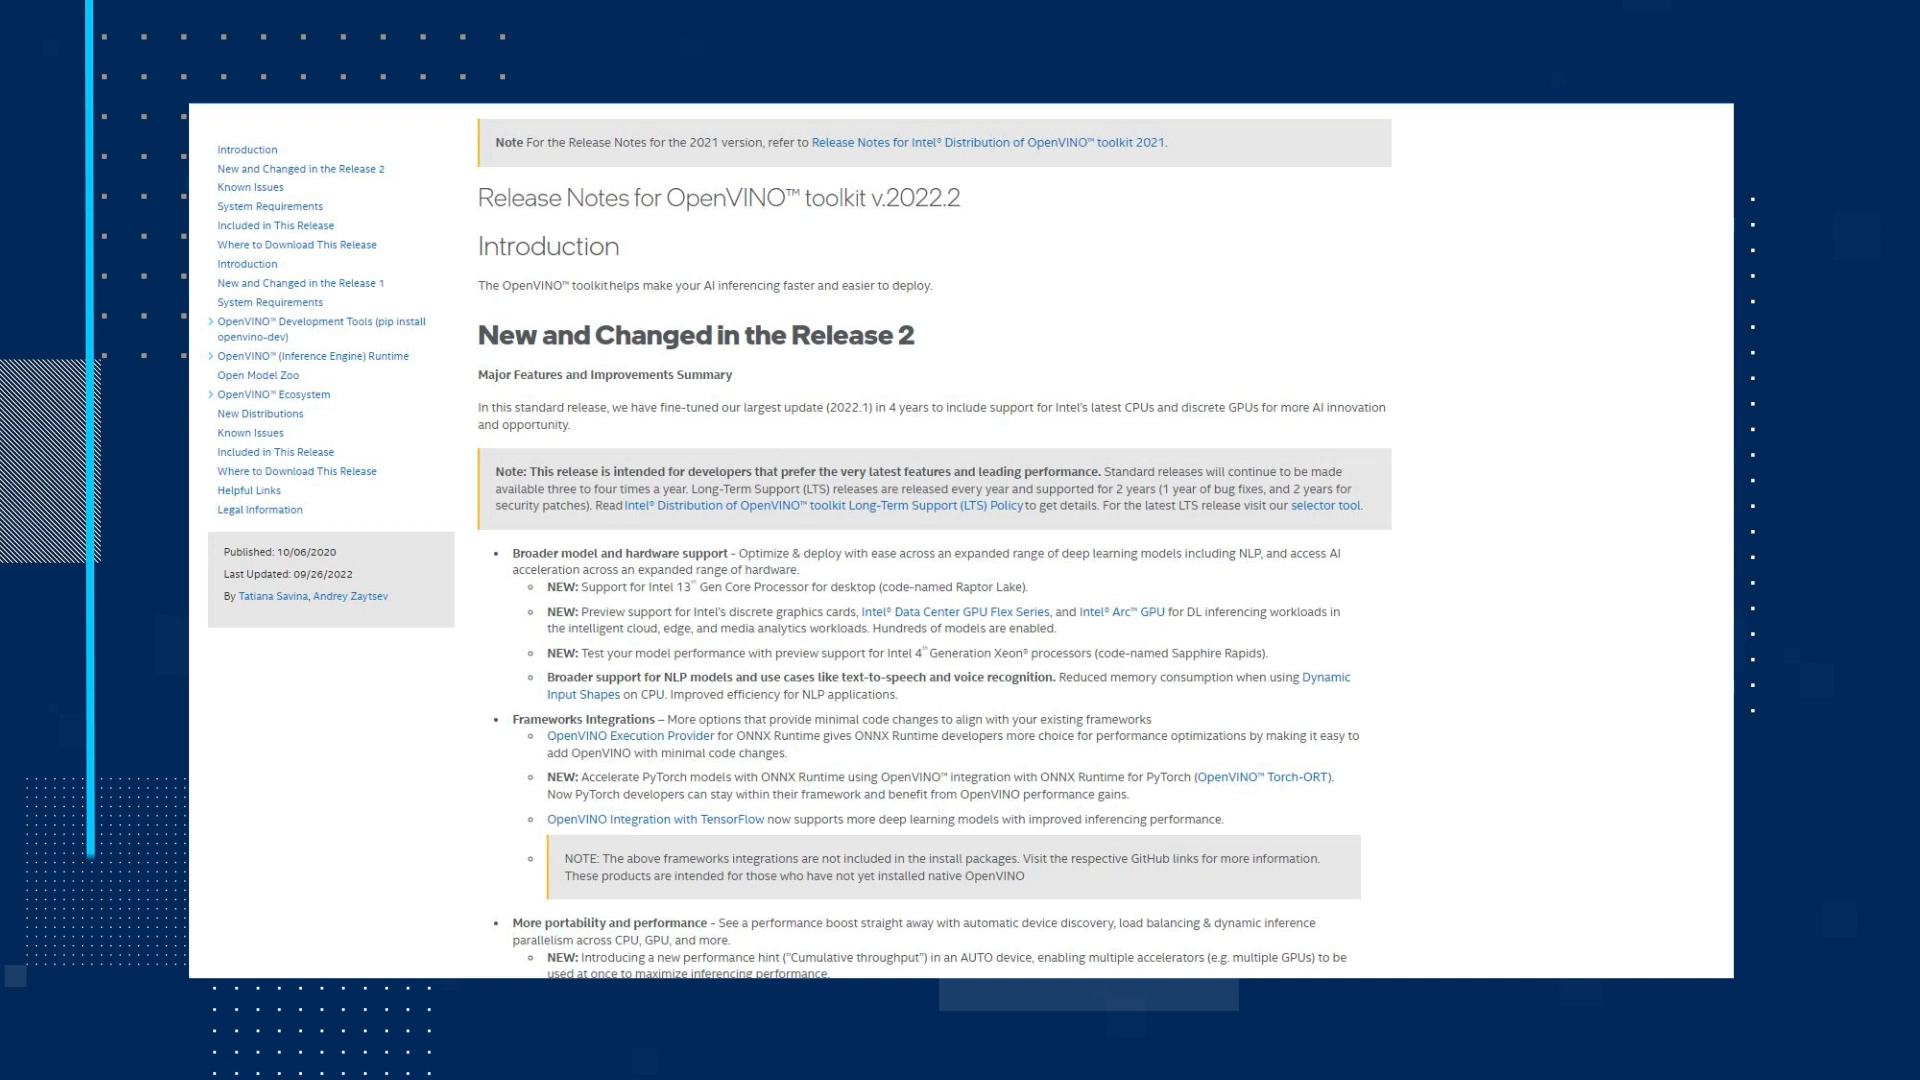 Introduction
New and Changed in the Release 2
Known Issues
System Requirements
Included in This Release
Where to Download This Release
Introduction
New and Changed in the Release 1
System Requirements
OpenVINO™ Development Tools (pip install
openvino-dev)
OpenVINO™ (Inference Engine) Runtime
Open Model Zoo
OpenVINO™ Ecosystem
New Distributions
Known Issues
Included in This Release
Where to Download This Release
Helpful Links
Legal Information
Published: 10/06/2020
Last Updated: 09/26/2022
By Tatiana Savina, Andrey Zaytsev
Note For the Release Notes for the 2021 version, refer to Release Notes for Intel® Distribution of OpenVINO™ toolkit 2021.
Release Notes for OpenVINO™ toolkit v.2022.2
Introduction
The OpenVINO™ toolkit helps make your AI inferencing faster and easier to deploy.
New and Changed in the Release 2
Major Features and Improvements Summary
In this standard release, we have fine-tuned our largest update (2022.1) in 4 years to include support for Intel's latest CPUs and discrete GPUs for more AI innovation
and opportunity.
Note: This release is intended for developers that prefer the very latest features and leading performance. Standard releases will continue to be made
available three to four times a year. Long-Term Support (LTS) releases are released every year and supported for 2 years (1 year of bug fixes, and 2 years for
security patches). Read Intel® Distribution of OpenVINO™ toolkit Long-Term Support (LTS) Policy to get details. For the latest LTS release visit our selector tool.
• Broader model and hardware support - Optimize & deploy with ease across an expanded range of deep learning models including NLP, and access AI
acceleration across an expanded range of hardware.
NEW: Support for Intel 13th Gen Core Processor for desktop (code-named Raptor Lake).
NEW: Preview support for Intel's discrete graphics cards, Intel® Data Center GPU Flex Series, and Intel® Arc™ GPU for DL inferencing workloads in
the intelligent cloud, edge, and media analytics workloads. Hundreds of models are enabled.
NEW: Test your model performance with preview support for Intel 4th Generation Xeon® processors (code-named Sapphire Rapids).
Broader support for NLP models and use cases like text-to-speech and voice recognition. Reduced memory consumption when using Dynamic
Input Shapes on CPU. Improved efficiency for NLP applications.
• Frameworks Integrations – More options that provide minimal code changes to align with your existing frameworks
OpenVINO Execution Provider for ONNX Runtime gives ONNX Runtime developers more choice for performance optimizations by making it easy to
add OpenVINO with minimal code changes.
NEW: Accelerate PyTorch models with ONNX Runtime using OpenVINO™ integration with ONNX Runtime for PyTorch (OpenVINO™ Torch-ORT).
Now PyTorch developers can stay within their framework and benefit from OpenVINO performance gains.
OpenVINO Integration with TensorFlow now supports more deep learning models with improved inferencing performance.
NOTE: The above frameworks integrations are not included in the install packages. Visit the respective GitHub links for more information.
These products are intended for those who have not yet installed native OpenVINO
• More portability and performance - See a performance boost straight away with automatic device discovery, load balancing & dynamic inference
parallelism across CPU, GPU, and more.
NEW: Introducing a new performance hint ("Cumulative throughput") in an AUTO device, enabling multiple accelerators (e.g. multiple GPUs) to be
used at once to maximize inferencing performance.